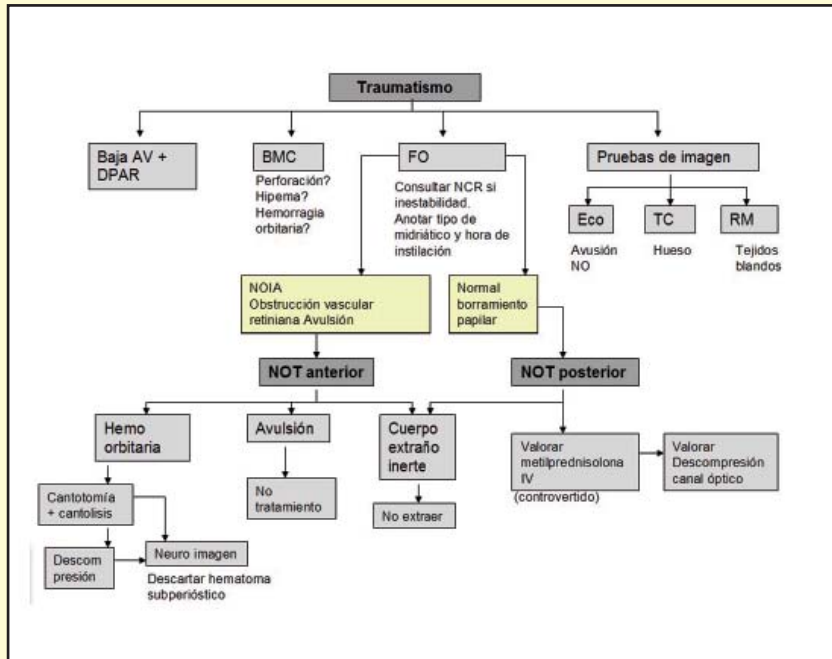 Traumatismo
Baja AV +
DPAR
BMC
Perforación?
Hipema?
Hemorragia
orbitaria?
FO
Consultar NCR si
inestabilidad.
Anotar tipo de
midriático y hora de
instilación
Pruebas de imagen
Eco
Avusión
NO
TC
Hueso
RM
Tejidos
blandos
NOIA
Obstrucción vascular
retiniana Avulsión
Normal
borramiento
papilar
NOT anterior
NOT posterior
Hemo
orbitaria
Avulsión
Cuerpo
extraño
inerte
Valorar
metilprednisolona
IV
(controvertido)
Valorar
Descompresión
canal óptico
Cantotomía
+ cantolisis
No
tratamiento
No extraer
Descom
presión
Neuro imagen
Descartar hematoma
subperióstico